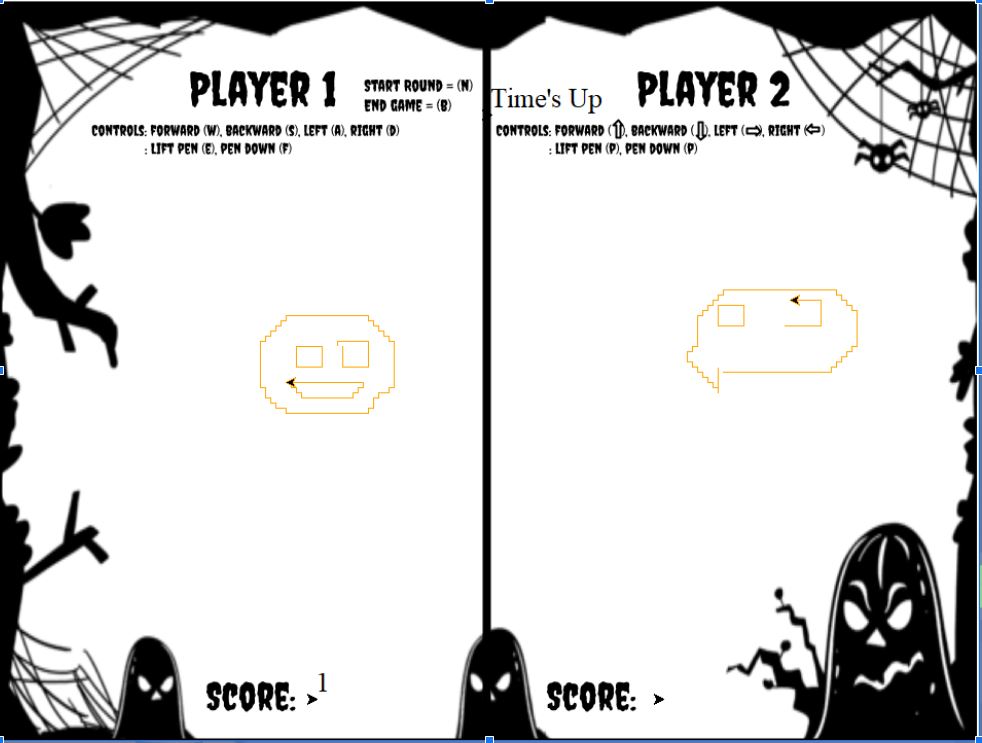 PLAYER 1
START ROUND = (N)
END GAME = (B)
CONTROLS: FORWARD (W), BACKWARD (S), LEFT (A), RIGHT (D)
: LIFT PEN (E), PEN DOWN (F)
Time's Up
PLAYER 2
CONTROLS: FORWARD (⇧), BACKWARD (⇩), LEFT (⇨), RIGHT (⇦)
: LIFT PEN (P), PEN DOWN (P)
SCORE: 1
SCORE: